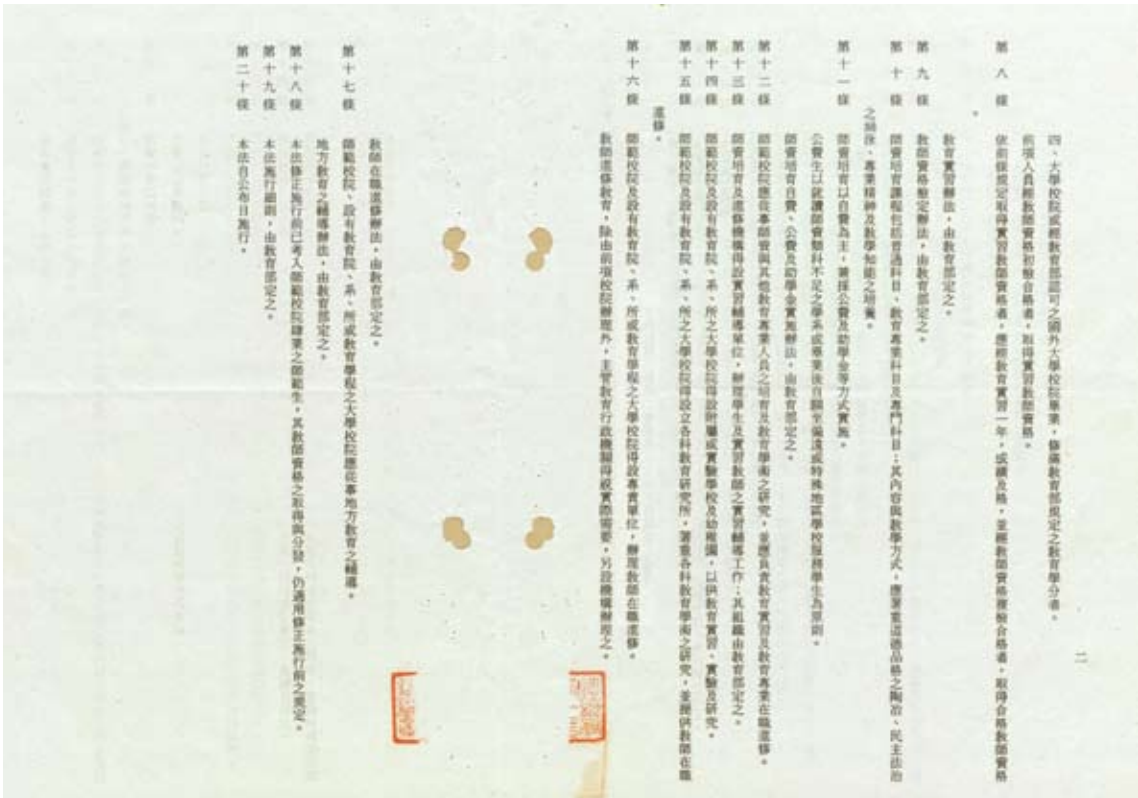 二
四、大學校院或經教育部認可之國外大學校院畢業，修滿教育部規定之教育學分者。
前項人員經教師資格初檢合格者，取得實習教師資格。
第八條 依前條規定取得實習教師資格者，應經教育實習一年，成績及格，並經教師資格複檢合格者，取得合格教師資格
。
教育實習辦法，由教育部定之。
第九條 教師資格檢定辦法，由教育部定之。
第十條 師資培育課程包括普通科目、教育專業科目及專門科目；其內容與教學方式，應著重道德品格之陶冶、民主法治
之涵泳、專業精神及教學知能之培養。
第十一條 師資培育以自費為主，兼採公費及助學金等方式實施。
公費生以就讀師資類科不足之學系或畢業後自願至偏遠或特殊地區學校服務學生為原則。
師資培育自費、公費及助學金實施辦法，由教育部定之。
第十二條 師範校院應從事師資與其他教育專業人員之培育及教育學術之研究，並應負責教育實習及教育專業在職進修。
第十三條 師資培育及進修機構得設實習輔導單位，辦理學生及實習教師之實習輔導工作；其組織由教育部定之。
第十四條 師範校院及設有教育院、系、所之大學校院得設附屬或實驗學校及幼稚園，以供教育實習、實驗及研究。
第十五條 師範校院及設有教育院、系、所之大學校院得設立各科教育研究所，著重各科教育學術之研究，並提供教師在職
進修。
第十六條 師範校院及設有教育院、系、所或教育學程之大學校院得設專責單位，辦理教師在職進修。
教師進修教育，除由前項校院辦理外，主管教育行政機關得視實際需要，另設機構辦理之。
教師在職進修辦法，由教育部定之。
第十七條 師範校院、設有教育院、系、所或教育學程之大學校院應從事地方教育之輔導。
地方教育之輔導辦法，由教育部定之。
第十八條 本法修正施行前已考入師範校院肄業之師範生，其教師資格之取得與分發，仍適用修正施行前之規定。
第十九條 本法施行細則，由教育部定之。
第二十條 本法自公布日施行。